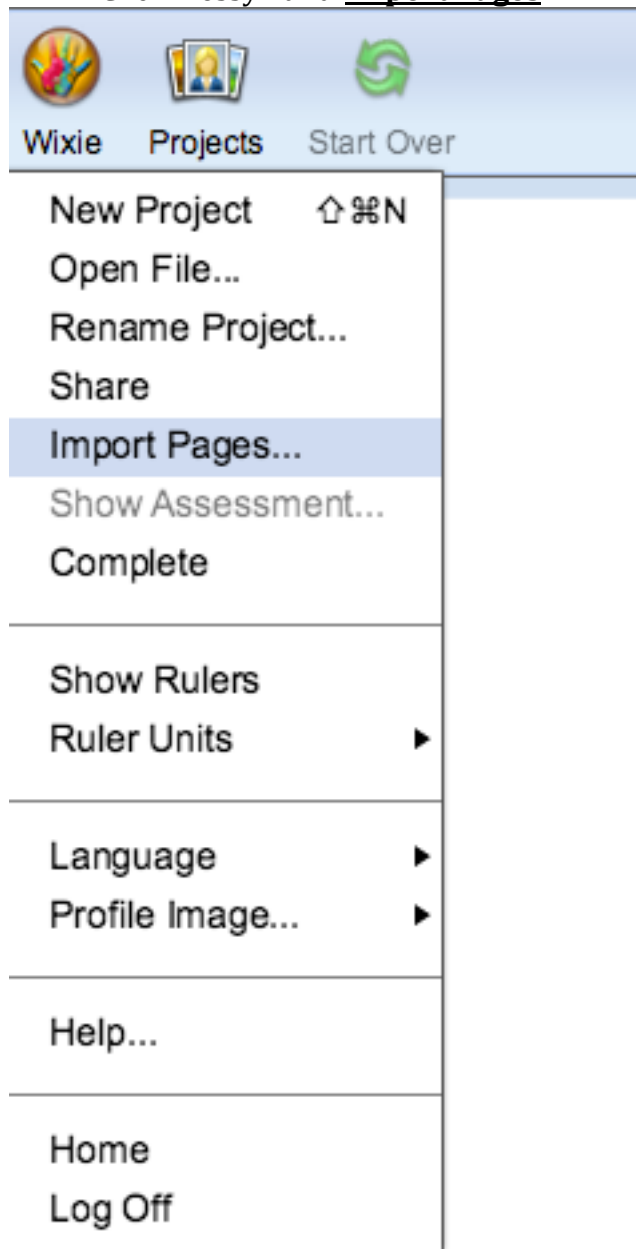 Wixie Projects Start Over
New Project ⇧⌘N
Open File...
Rename Project...
Share
Import Pages...
Show Assessment...
Complete
Show Rulers
Ruler Units ▶
Language ▶
Profile Image... ▶
Help...
Home
Log Off